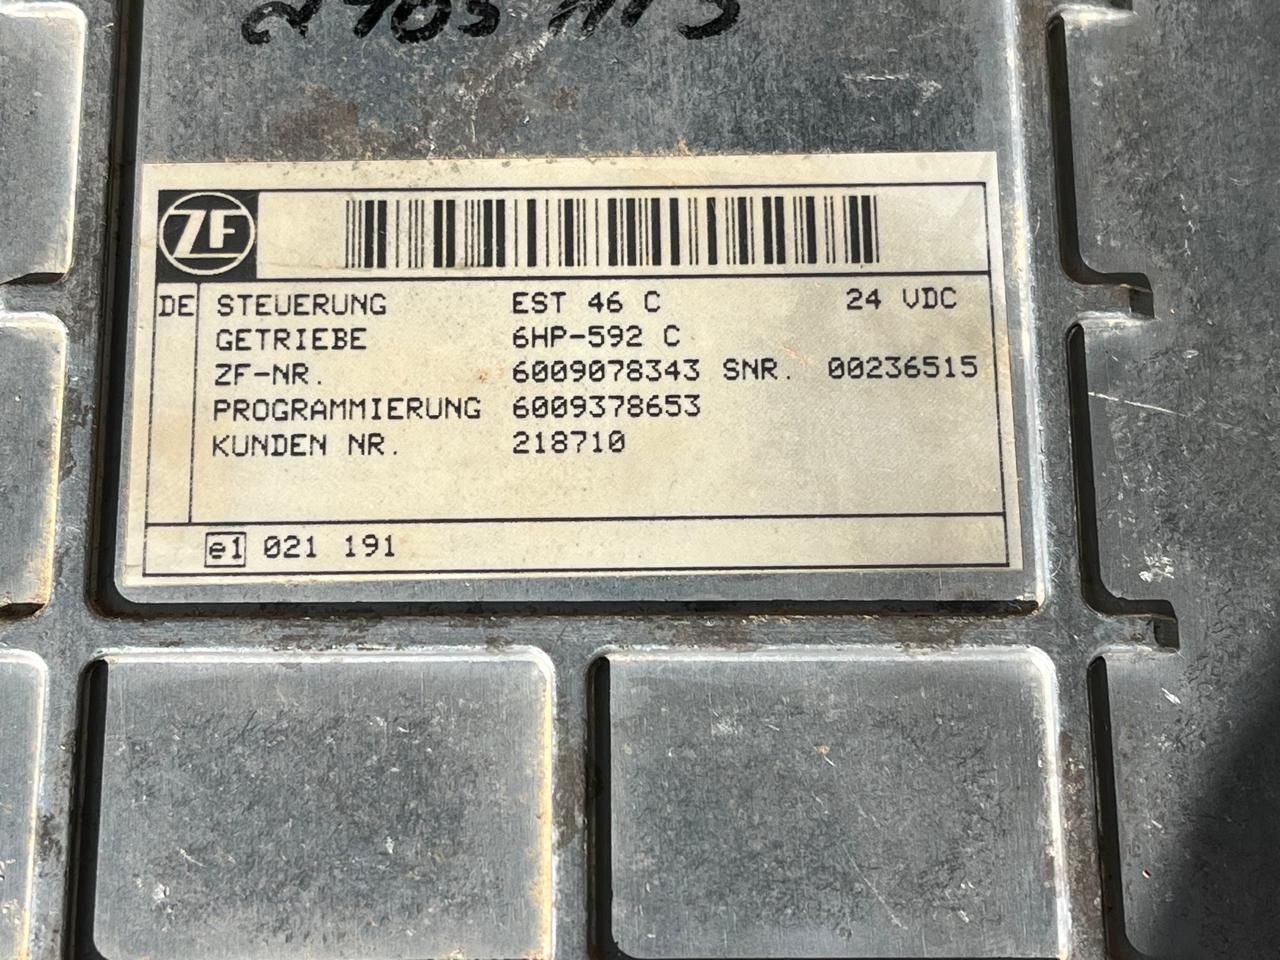 ZF
DE STEUERUNG EST 46 C 24 VDC
GETRIEBE 6HP-592 C
ZF-NR. 6009078343 SNR. 00236515
PROGRAMMIERUNG 6009378653
KUNDEN NR. 218710
e1 021 191